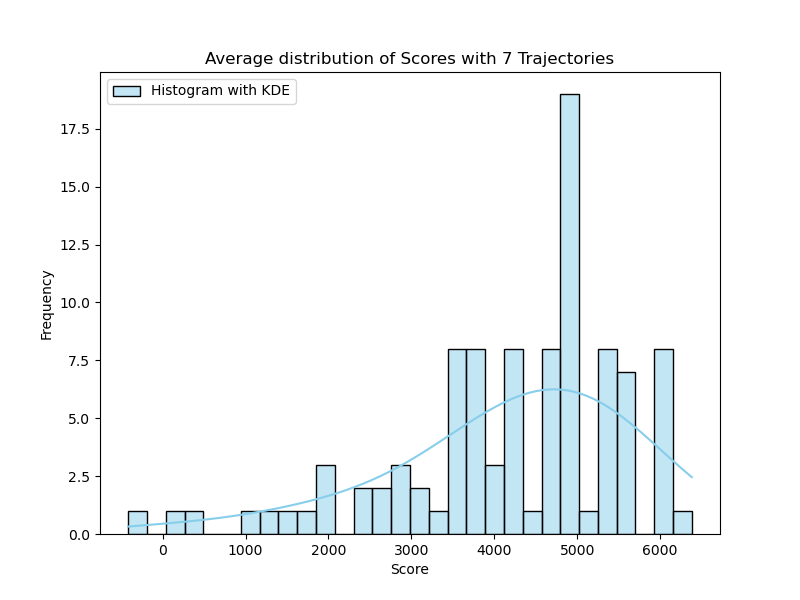 Average distribution of Scores with 7 Trajectories
Histogram with KDE
17.5
15.0
12.5
10.0
7.5
5.0
2.5
0.0
Frequency
0 1000 2000 3000 4000 5000 6000
Score